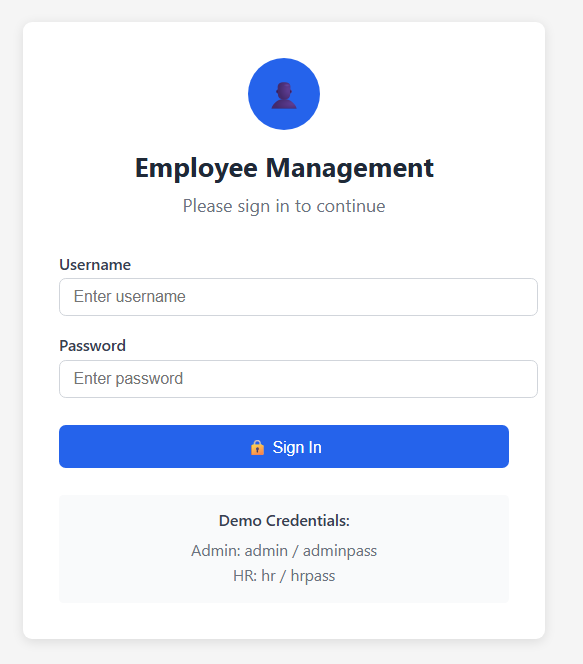 Employee Management
Please sign in to continue
Username
Enter username
Password
Enter password
Sign In
Demo Credentials:
Admin: admin / adminpass
HR: hr / hrpass